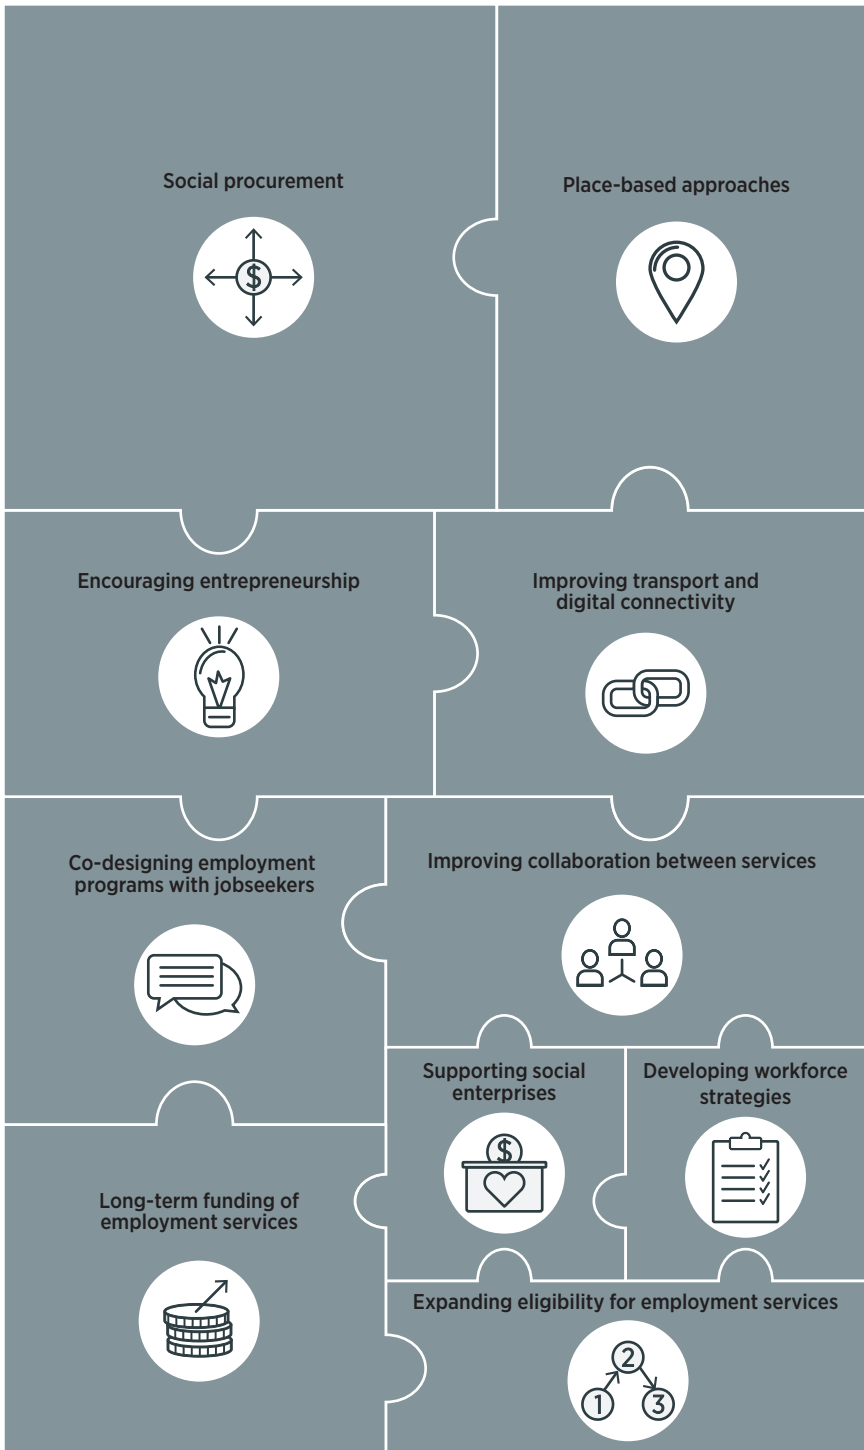 Social procurement
$
Place-based approaches
Encouraging entrepreneurship
Improving transport and
digital connectivity
Co-designing employment
programs with jobseekers
Improving collaboration between services
Supporting social
enterprises
$
Developing workforce
strategies
Long-term funding of
employment services
Expanding eligibility for employment services
2
1
3